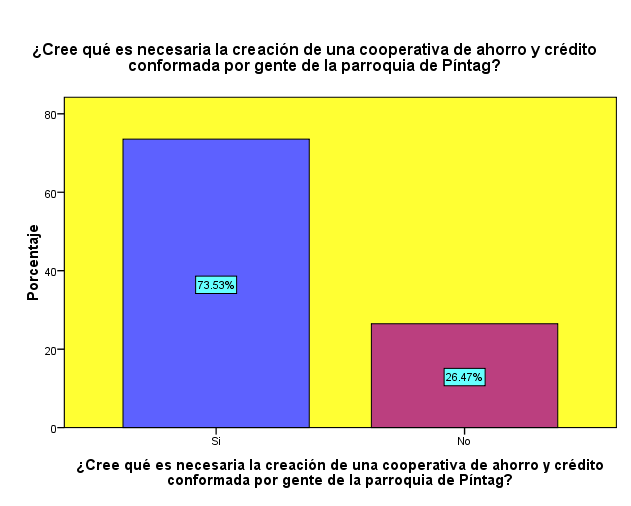 ¿Cree qué es necesaria la creación de una cooperativa de ahorro y crédito
conformada por gente de la parroquia de Píntag?
80
60
40
20
0
Porcentaje
73.53%
26.47%
Si
No
¿Cree qué es necesaria la creación de una cooperativa de ahorro y crédito
conformada por gente de la parroquia de Píntag?